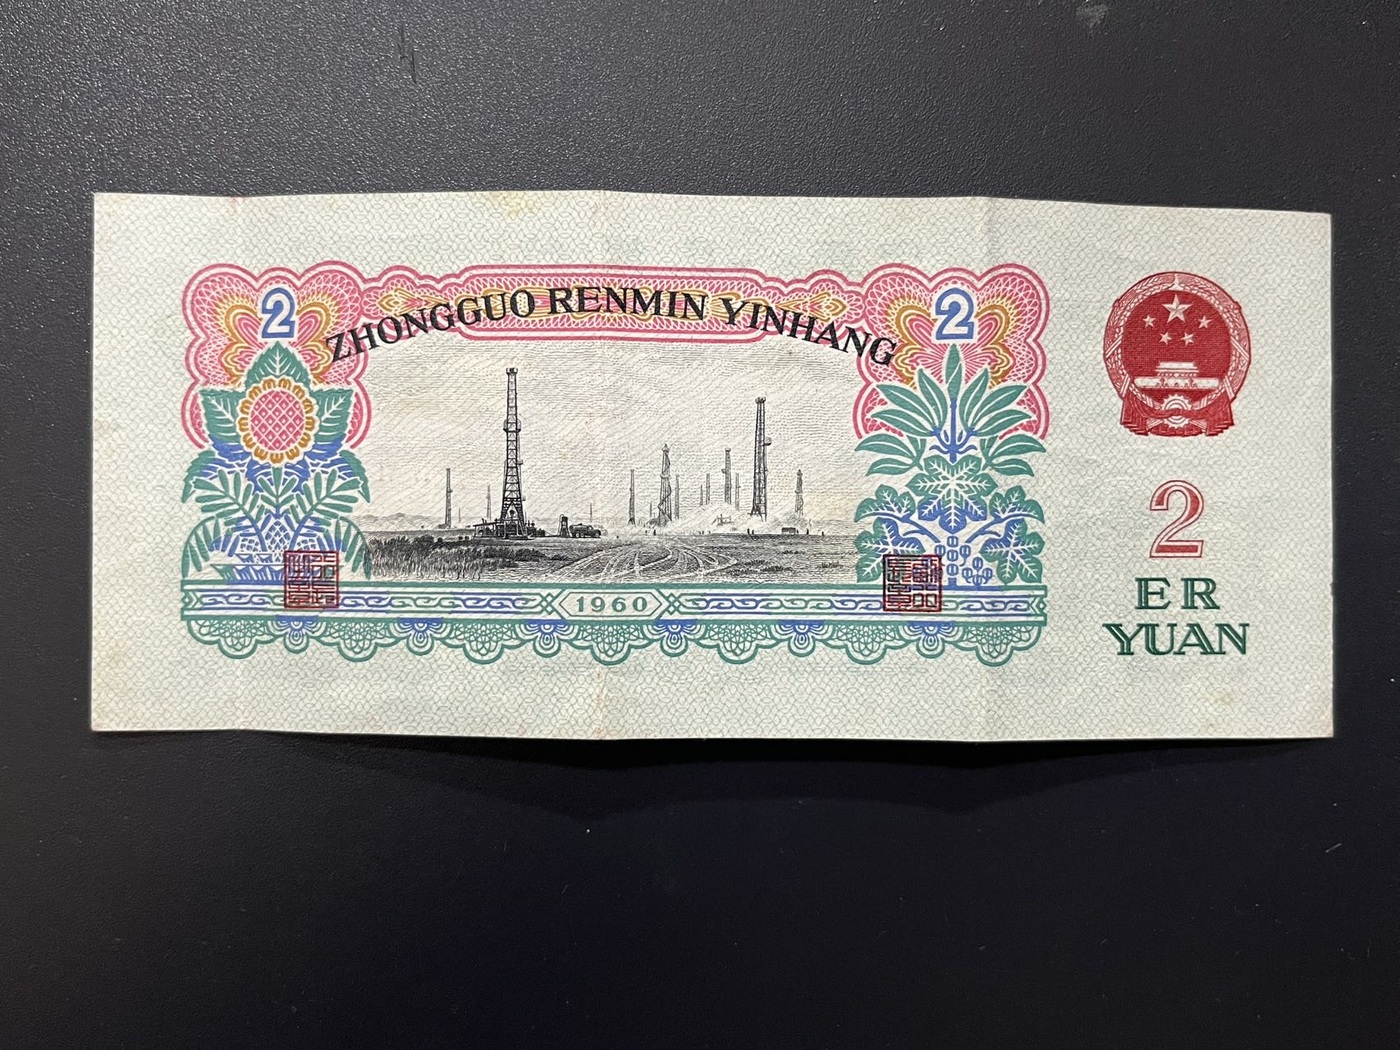 2
2
ZHONGGUO RENMIN YINHANG
1960
2
ER
YUAN